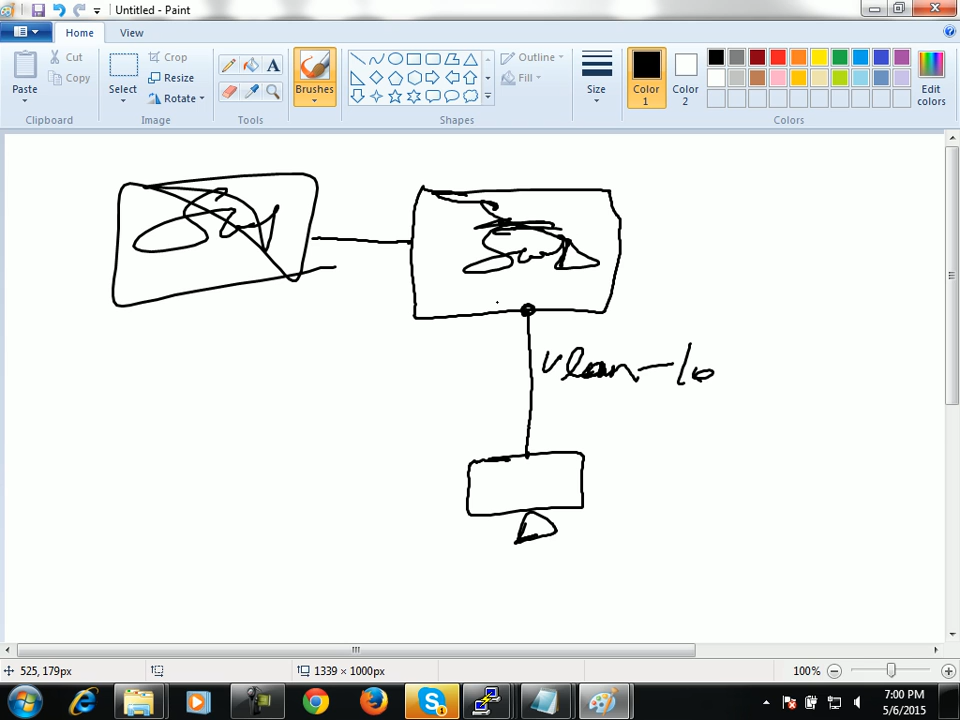 Untitled - Paint
Home View
Paste
Cut
Copy
Clipboard
Select
Crop
Resize
Rotate
Image
A
Tools
Brushes
Outline
Fill
Shapes
Size
Color 1
Color 2
Edit colors
Colors
vlan-10
525, 179px 1339 × 1000px 100%
7:00 PM
5/6/2015